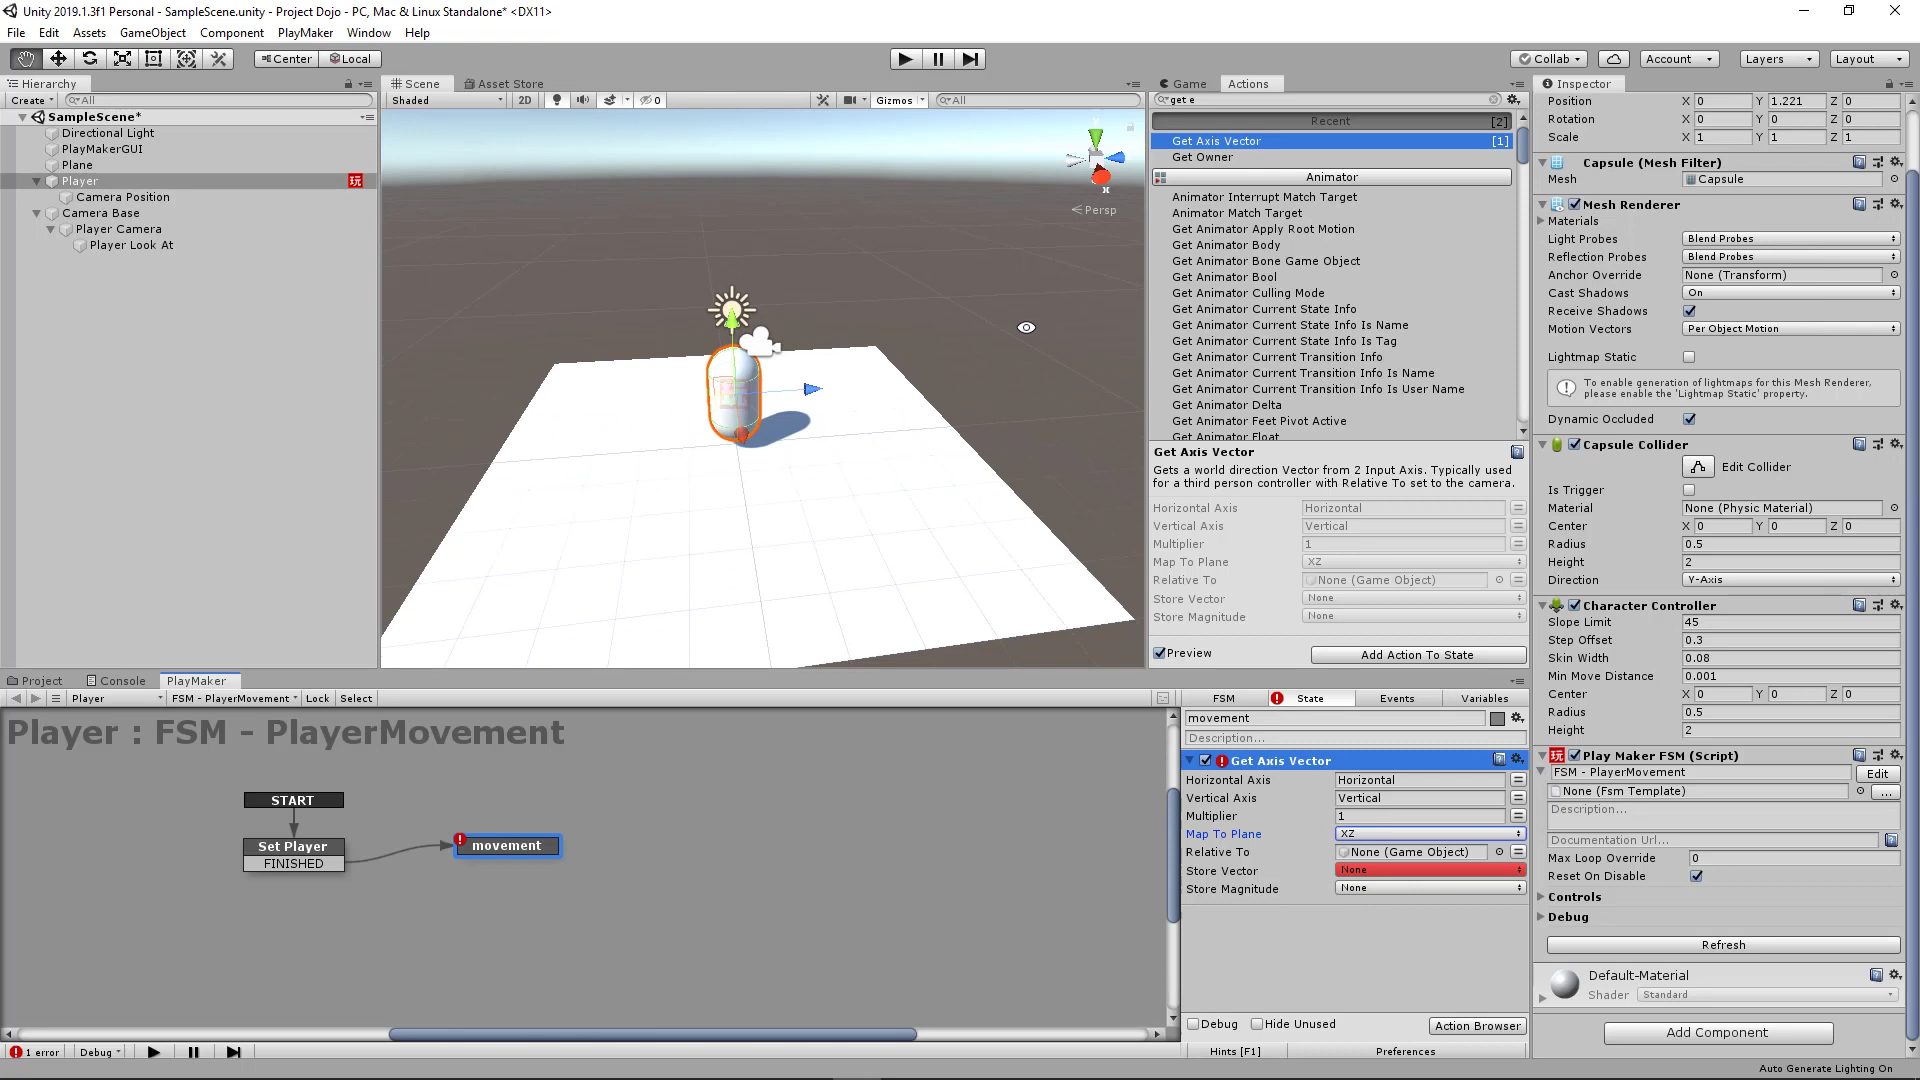 Unity 2019.1.3f1 Personal - SampleScene.unity - Project Dojo - PC, Mac & Linux Standalone* <DX11>
File Edit Assets GameObject Component PlayMaker Window Help
Center Local Collab Account Layers Layout
Hierarchy
Create All
SampleScene*
Directional Light
PlayMakerGUI
Plane
Player 玩
Camera Position
Camera Base
Player Camera
Player Look At
Scene Asset Store
Shaded 2D 0 Gizmos All
Y
X
Persp
Game Actions
get e
Recent [2]
Get Axis Vector [1]
Get Owner
Animator
Animator Interrupt Match Target
Animator Match Target
Get Animator Apply Root Motion
Get Animator Body
Get Animator Bone Game Object
Get Animator Bool
Get Animator Culling Mode
Get Animator Current State Info
Get Animator Current State Info Is Name
Get Animator Current State Info Is Tag
Get Animator Current Transition Info
Get Animator Current Transition Info Is Name
Get Animator Current Transition Info Is User Name
Get Animator Delta
Get Animator Feet Pivot Active
Get Animator Float
Get Axis Vector
Gets a world direction Vector from 2 Input Axis. Typically used
for a third person controller with Relative To set to the camera.
Horizontal Axis Horizontal
Vertical Axis Vertical
Multiplier 1
Map To Plane XZ
Relative To None (Game Object)
Store Vector None
Store Magnitude None
Preview Add Action To State
Inspector
Position X 0 Y 1.221 Z 0
Rotation X 0 Y 0 Z 0
Scale X 1 Y 1 Z 1
Capsule (Mesh Filter)
Mesh Capsule
Mesh Renderer
Materials
Light Probes Blend Probes
Reflection Probes Blend Probes
Anchor Override None (Transform)
Cast Shadows On
Receive Shadows
Motion Vectors Per Object Motion
Lightmap Static
To enable generation of lightmaps for this Mesh Renderer,
please enable the 'Lightmap Static' property.
Dynamic Occluded
Capsule Collider
Edit Collider
Is Trigger
Material None (Physic Material)
Center X 0 Y 0 Z 0
Radius 0.5
Height 2
Direction Y-Axis
Character Controller
Slope Limit 45
Step Offset 0.3
Skin Width 0.08
Min Move Distance 0.001
Center X 0 Y 0 Z 0
Radius 0.5
Height 2
玩 Play Maker FSM (Script)
FSM - PlayerMovement Edit
None (Fsm Template) ...
Description...
Documentation Url...
Max Loop Override 0
Reset On Disable
Controls
Debug
Refresh
Default-Material
Shader Standard
Add Component
Project Console PlayMaker
Player FSM - PlayerMovement Lock Select
Player : FSM - PlayerMovement
START
Set Player
FINISHED
movement
FSM State Events Variables
movement
Description...
Get Axis Vector
Horizontal Axis Horizontal
Vertical Axis Vertical
Multiplier 1
Map To Plane XZ
Relative To None (Game Object)
Store Vector None
Store Magnitude None
Debug Hide Unused Action Browser
1 error Debug Hints [F1] Preferences
Auto Generate Lighting On